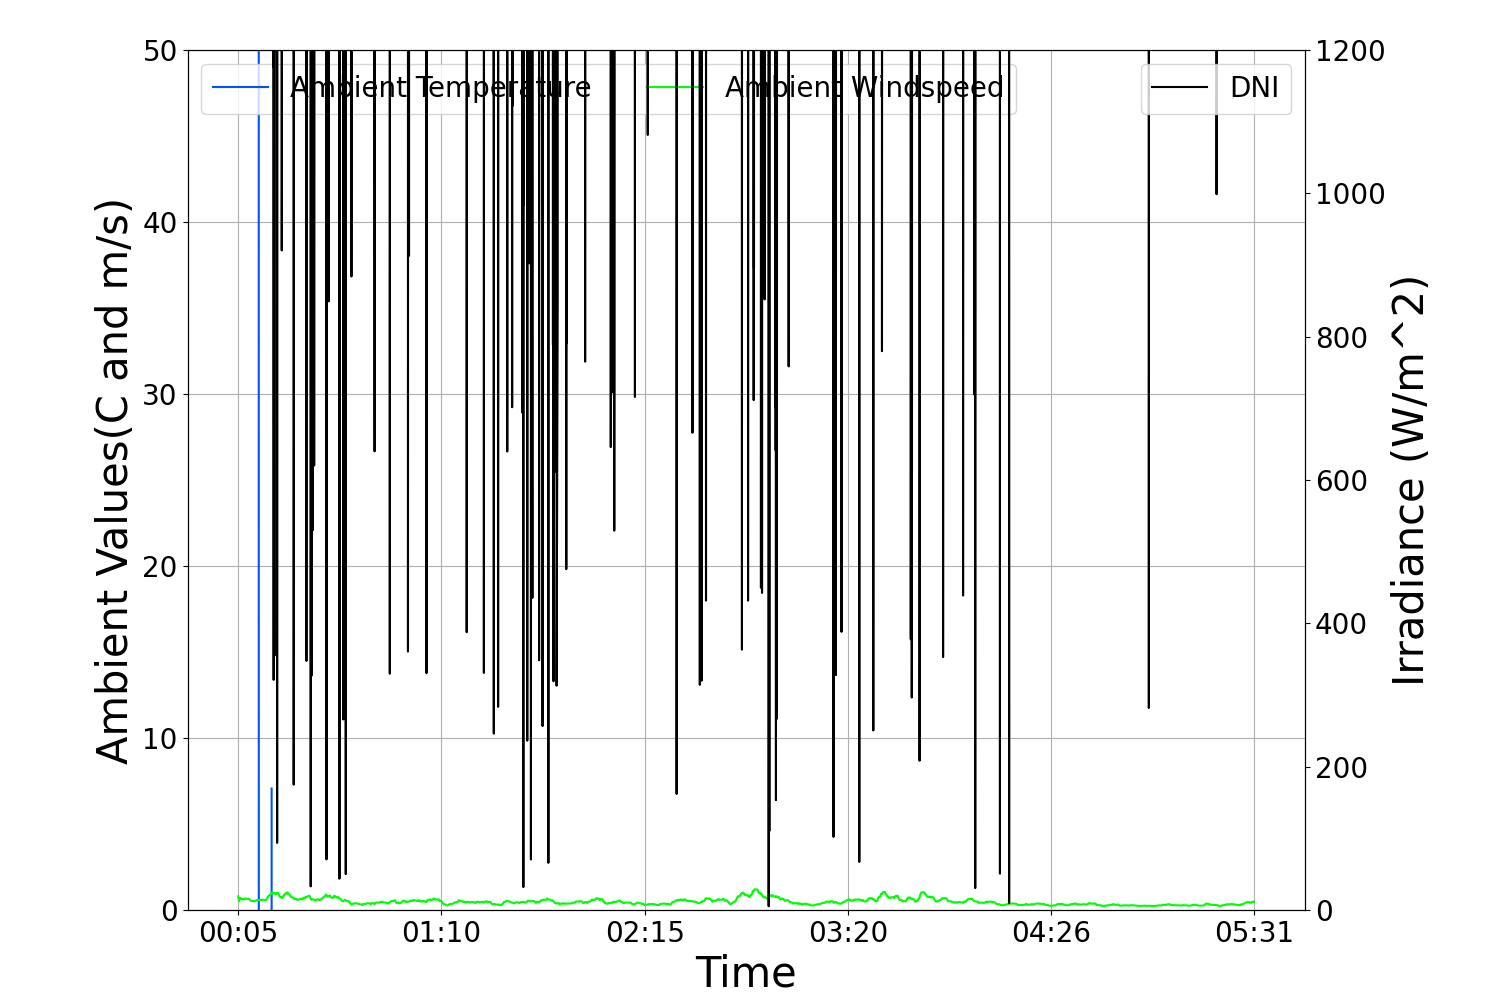 Ambient Temperature
Ambient Windspeed
DNI
Ambient Values(C and m/s)
50
40
30
20
10
0
1200
1000
800
600
400
200
0
Irradiance (W/m^2)
00:05 01:10 02:15 03:20 04:26 05:31
Time